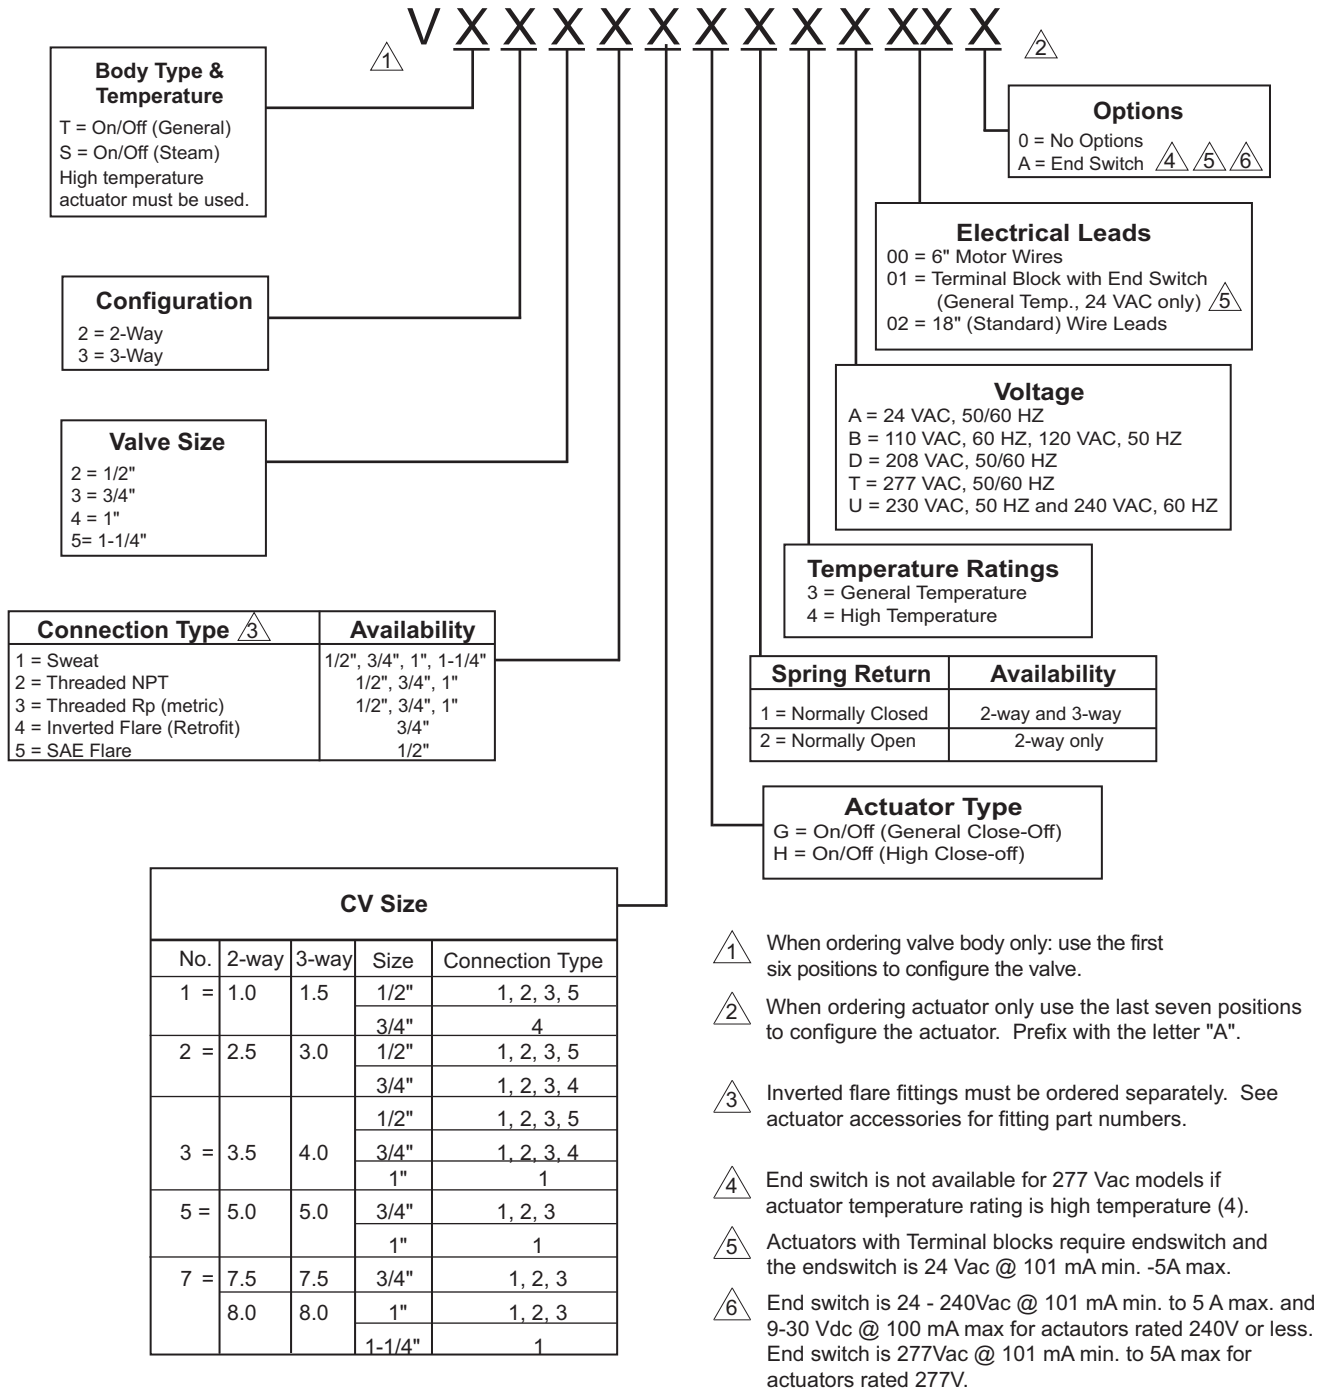 V X X X X X X X X X XX X
1
2
Body Type &
Temperature
T = On/Off (General)
S = On/Off (Steam)
High temperature
actuator must be used.
Options
0 = No Options
A = End Switch 4 5 6
Electrical Leads
00 = 6" Motor Wires
01 = Terminal Block with End Switch
(General Temp., 24 VAC only) 5
02 = 18" (Standard) Wire Leads
Configuration
2 = 2-Way
3 = 3-Way
Voltage
A = 24 VAC, 50/60 HZ
B = 110 VAC, 60 HZ, 120 VAC, 50 HZ
D = 208 VAC, 50/60 HZ
T = 277 VAC, 50/60 HZ
U = 230 VAC, 50 HZ and 240 VAC, 60 HZ
Valve Size
2 = 1/2"
3 = 3/4"
4 = 1"
5= 1-1/4"
Temperature Ratings
3 = General Temperature
4 = High Temperature
Connection Type 3 Availability
1 = Sweat 1/2", 3/4", 1", 1-1/4"
2 = Threaded NPT 1/2", 3/4", 1"
3 = Threaded Rp (metric) 1/2", 3/4", 1"
4 = Inverted Flare (Retrofit) 3/4"
5 = SAE Flare 1/2"
Spring Return Availability
1 = Normally Closed 2-way and 3-way
2 = Normally Open 2-way only
Actuator Type
G = On/Off (General Close-Off)
H = On/Off (High Close-off)
CV Size
No. 2-way 3-way Size Connection Type
1 = 1.0 1.5 1/2" 1, 2, 3, 5
3/4" 4
2 = 2.5 3.0 1/2" 1, 2, 3, 5
3/4" 1, 2, 3, 4
1/2" 1, 2, 3, 5
3 = 3.5 4.0 3/4" 1, 2, 3, 4
1" 1
5 = 5.0 5.0 3/4" 1, 2, 3
1" 1
7 = 7.5 7.5 3/4" 1, 2, 3
8.0 8.0 1" 1, 2, 3
1-1/4" 1
1 When ordering valve body only: use the first
six positions to configure the valve.
2 When ordering actuator only use the last seven positions
to configure the actuator. Prefix with the letter "A".
3 Inverted flare fittings must be ordered separately. See
actuator accessories for fitting part numbers.
4 End switch is not available for 277 Vac models if
actuator temperature rating is high temperature (4).
5 Actuators with Terminal blocks require endswitch and
the endswitch is 24 Vac @ 101 mA min. -5A max.
6 End switch is 24 - 240Vac @ 101 mA min. to 5 A max. and
9-30 Vdc @ 100 mA max for actautors rated 240V or less.
End switch is 277Vac @ 101 mA min. to 5A max for
actuators rated 277V.